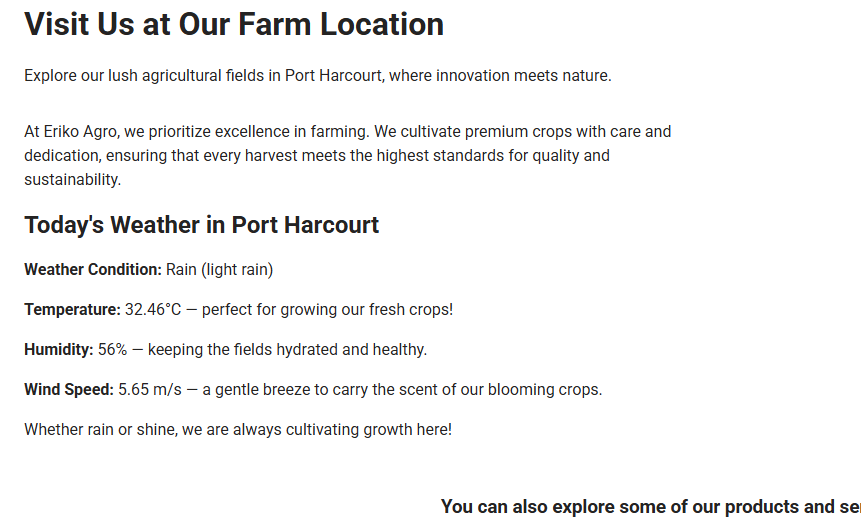 Visit Us at Our Farm Location
Explore our lush agricultural fields in Port Harcourt, where innovation meets nature.
At Eriko Agro, we prioritize excellence in farming. We cultivate premium crops with care and
dedication, ensuring that every harvest meets the highest standards for quality and
sustainability.
Today's Weather in Port Harcourt
Weather Condition: Rain (light rain)
Temperature: 32.46°C — perfect for growing our fresh crops!
Humidity: 56% — keeping the fields hydrated and healthy.
Wind Speed: 5.65 m/s — a gentle breeze to carry the scent of our blooming crops.
Whether rain or shine, we are always cultivating growth here!
You can also explore some of our products and